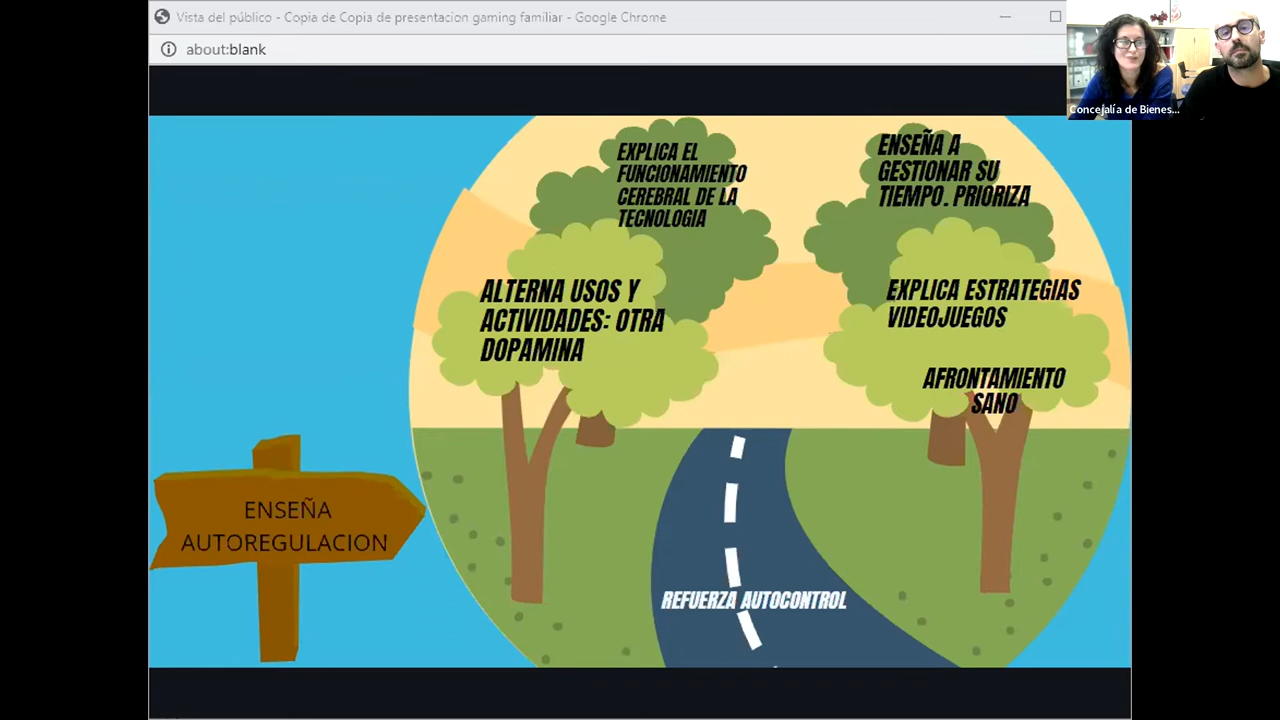 Vista del público - Copia de Copia de presentacion gaming familiar - Google Chrome
about:blank
Concejalía de Bienes...
EXPLICA EL
FUNCIONAMIENTO
CEREBRAL DE LA
TECNOLOGIA
ENSEÑA A
GESTIONAR SU
TIEMPO. PRIORIZA
ALTERNA USOS Y
ACTIVIDADES: OTRA
DOPAMINA
EXPLICA ESTRATEGIAS
VIDEOJUEGOS
AFRONTAMIENTO
SANO
ENSEÑA
AUTOREGULACION
REFUERZA AUTOCONTROL